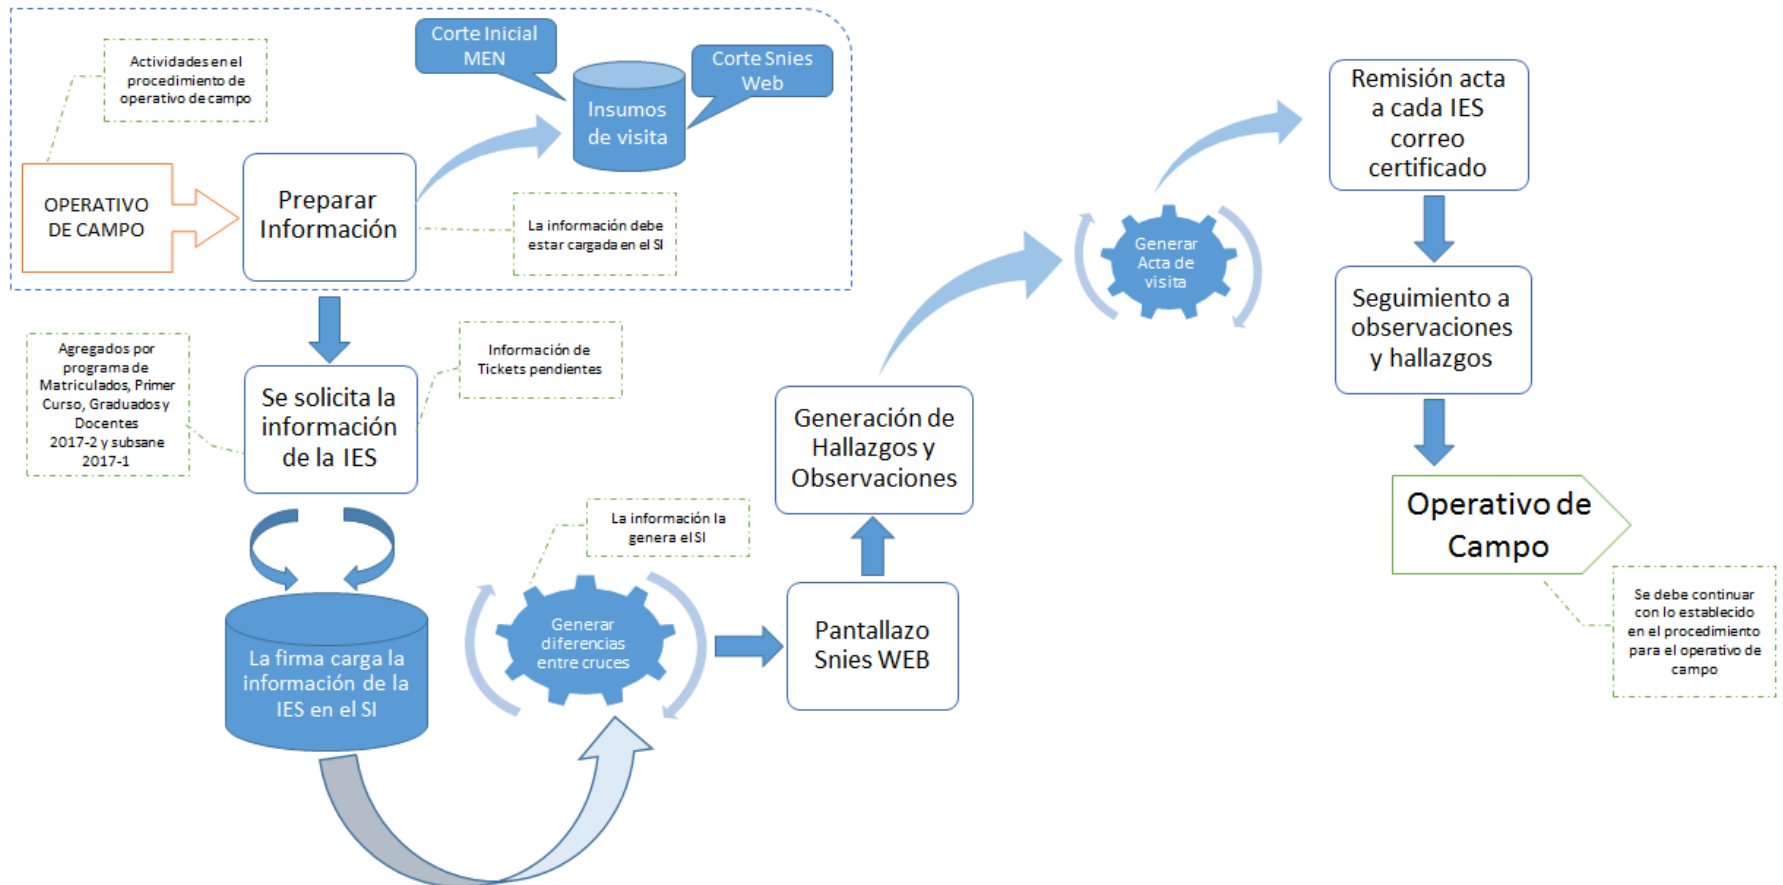 Actividades en el
procedimiento de
operativo de campo
Corte Inicial
MEN
Corte Snies
Web
Insumos
de visita
OPERATIVO
DE CAMPO
Preparar
Información
La información debe
estar cargada en el SI
Agregados por
programa de
Matriculados, Primer
Curso, Graduados y
Docentes
2017-2 y subsane
2017-1
Se solicita la
información
de la IES
Información de
Tickets pendientes
La firma carga la
información de la
IES en el SI
La información la
genera el SI
Generar
diferencias
entre cruces
Pantallazo
Snies WEB
Generación de
Hallazgos y
Observaciones
Generar
Acta de
visita
Remisión acta
a cada IES
correo
certificado
Seguimiento a
observaciones
y hallazgos
Operativo de
Campo
Se debe continuar
con lo establecido
en el procedimiento
para el operativo de
campo